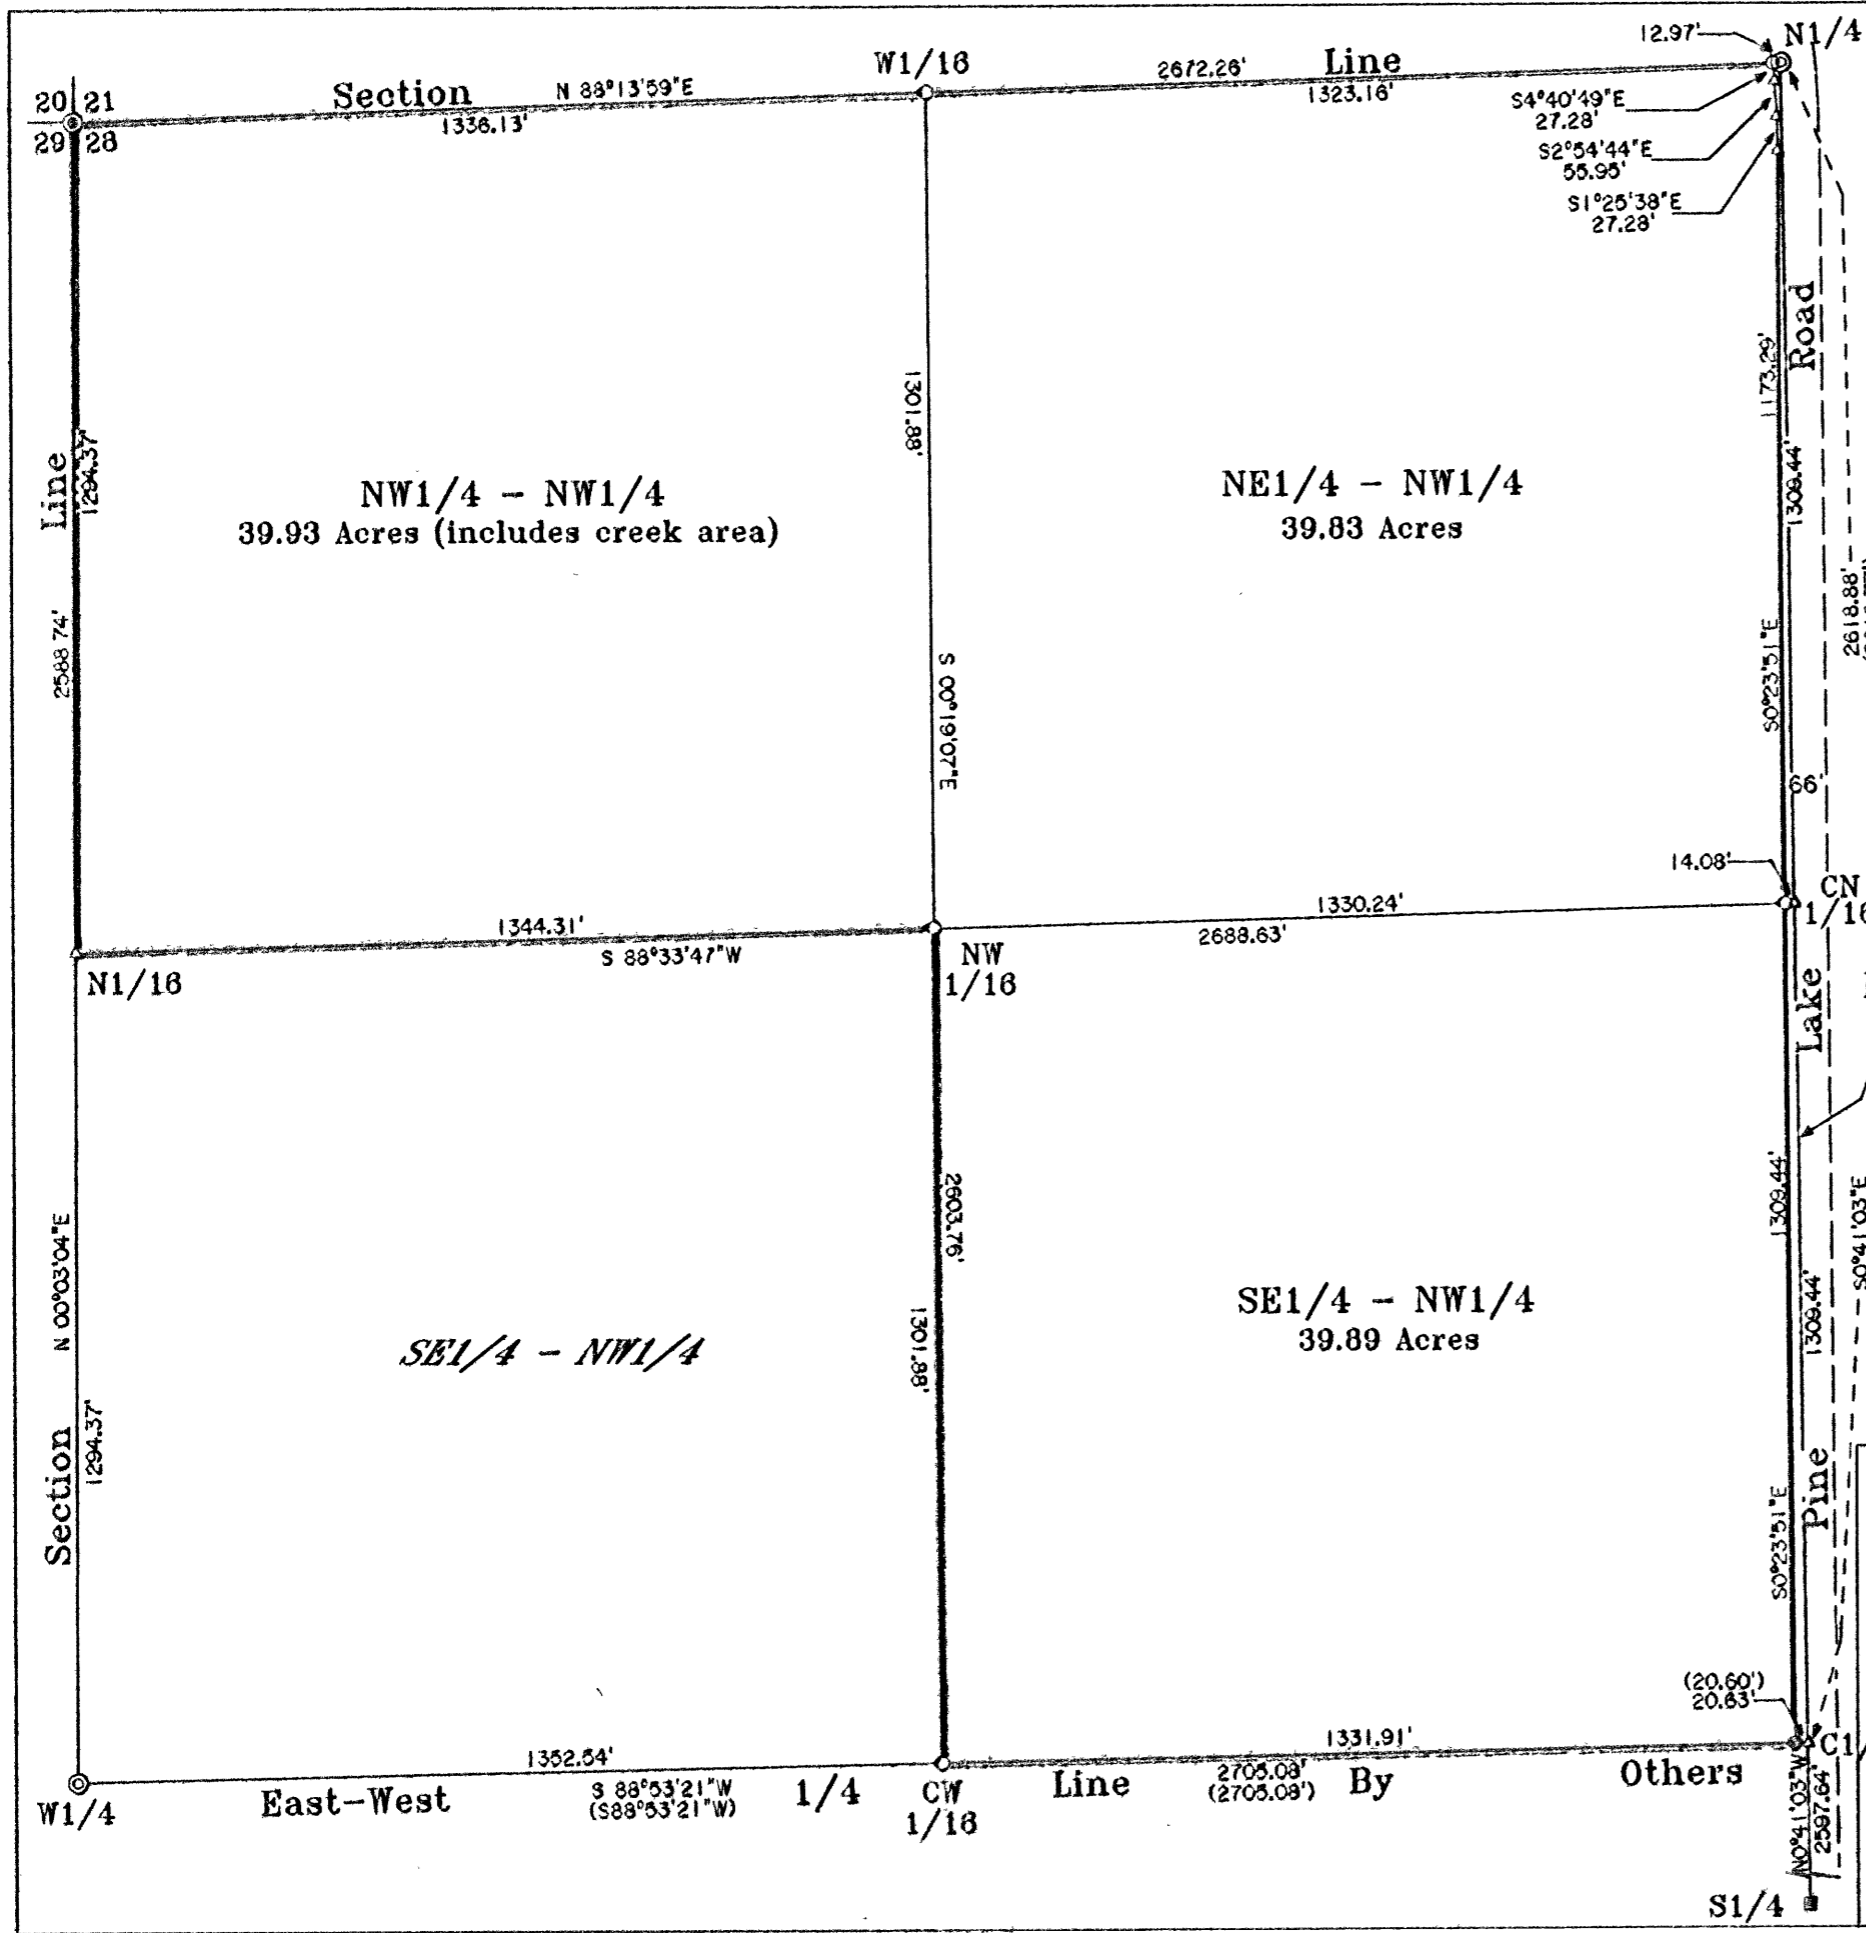 12.97'
N1/4
W1/16
2672.26'
Line
20 21
29 28
Section
N 88°13'59"E
1336.13'
1323.16'
S4°40'49"E
27.28'
S2°54'44"E
55.95'
S1°25'38"E
27.28'
Road
1173.29'
1301.88'
Line
1294.37'
1309.44'
NW1/4 - NW1/4
39.93 Acres (includes creek area)
NE1/4 - NW1/4
39.83 Acres
2588 74'
2618.88'
S0°23'51"E
S 00°19'07"E
66'
14.08'
CN
1/16
1344.31'
S 88°33'47"W
1330.24'
2688.63'
N1/16
NW
1/16
Lake
2603.76'
1309.44'
S0°41'03"E
N 00°03'04"E
1309.44'
SE1/4 - NW1/4
1301.88'
SE1/4 - NW1/4
39.89 Acres
Section
1294.37'
Pine
S0°23'51"E
(20.60')
20.63'
1352.54'
1331.91'
C1/
W1/4
East-West
S 88°53'21"W
(S88°53'21"W)
1/4
CW
1/16
Line
2705.08'
(2705.08')
By
Others
N0°41'03"W
2597.64'
S1/4